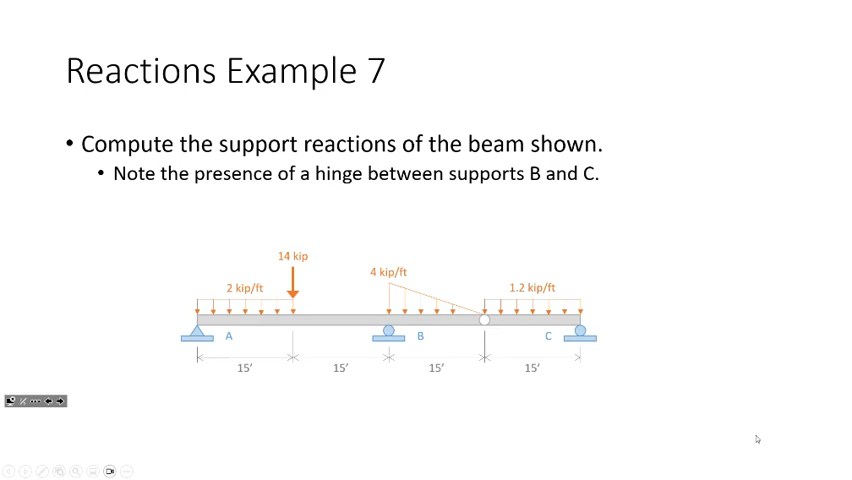 Reactions Example 7
• Compute the support reactions of the beam shown.
• Note the presence of a hinge between supports B and C.
14 kip
4 kip/ft
2 kip/ft
1.2 kip/ft
A
B
C
15'
15'
15'
15'